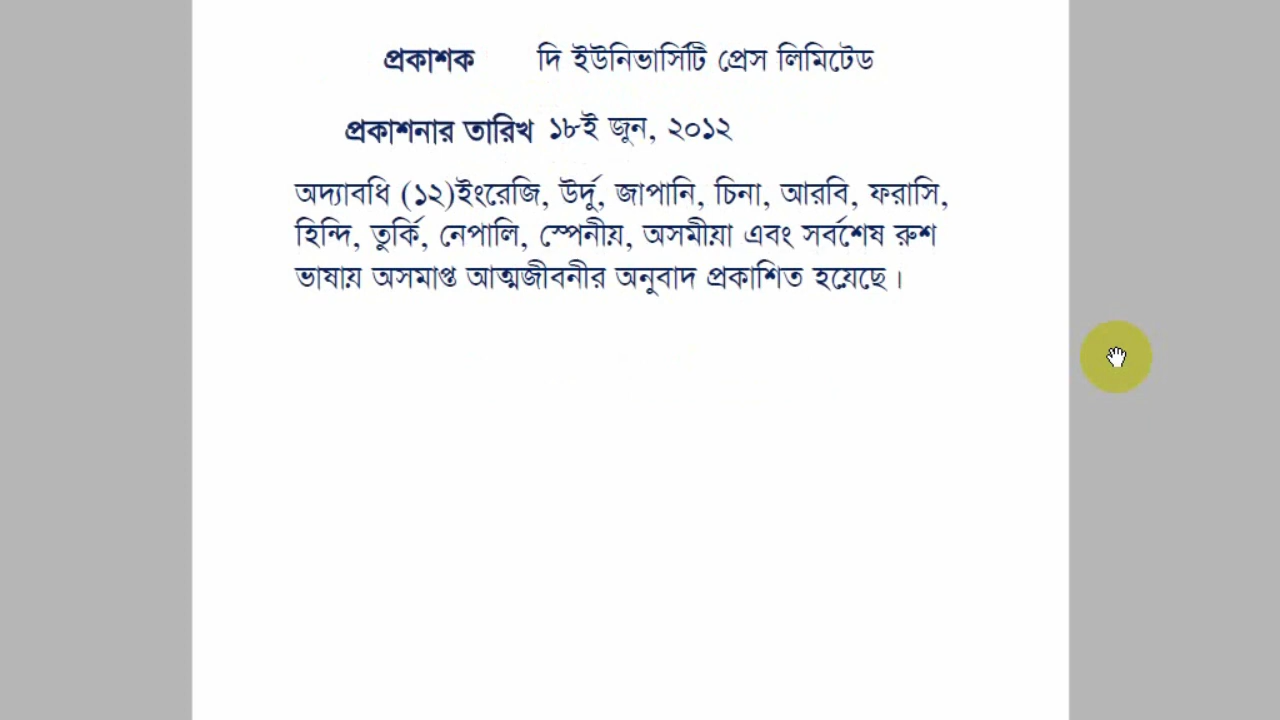 প্রকাশক দি ইউনিভার্সিটি প্রেস লিমিটেড
প্রকাশনার তারিখ ১৮ই জুন, ২০১২
অদ্যাবধি (১২)ইংরেজি, উর্দু, জাপানি, চিনা, আরবি, ফরাসি,
হিন্দি, তুর্কি, নেপালি, স্পেনীয়, অসমীয়া এবং সর্বশেষ রুশ
ভাষায় অসমাপ্ত আত্মজীবনীর অনুবাদ প্রকাশিত হয়েছে।